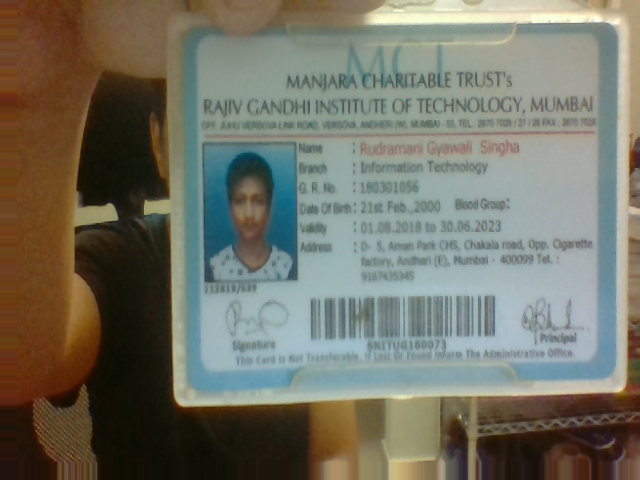 MCT
MANJARA CHARITABLE TRUST's
RAJIV GANDHI INSTITUTE OF TECHNOLOGY, MUMBAI
OFF. JUHU VERSOVA LINK ROAD, VERSOVA, ANDHERI (W), MUMBAI - 53, TEL.: 2670 7025 / 27 / 28 FAX : 2670 7026
Name : Rudramani Gyawali Singha
Branch : Information Technology
G. R. No. : 180301056
Date Of Birth : 21st Feb.,2000 Blood Group:
Validity : 01.08.2018 to 30.06.2023
Address : D- 5, Aman Park CHS, Chakala road, Opp. Cigarette
factory, Andheri (E), Mumbai - 400099 Tel. :
9167435345
Signature
SNITUG180073
Principal
This Card is Not Transferable. If Lost Or Found Inform The Administrative Office.